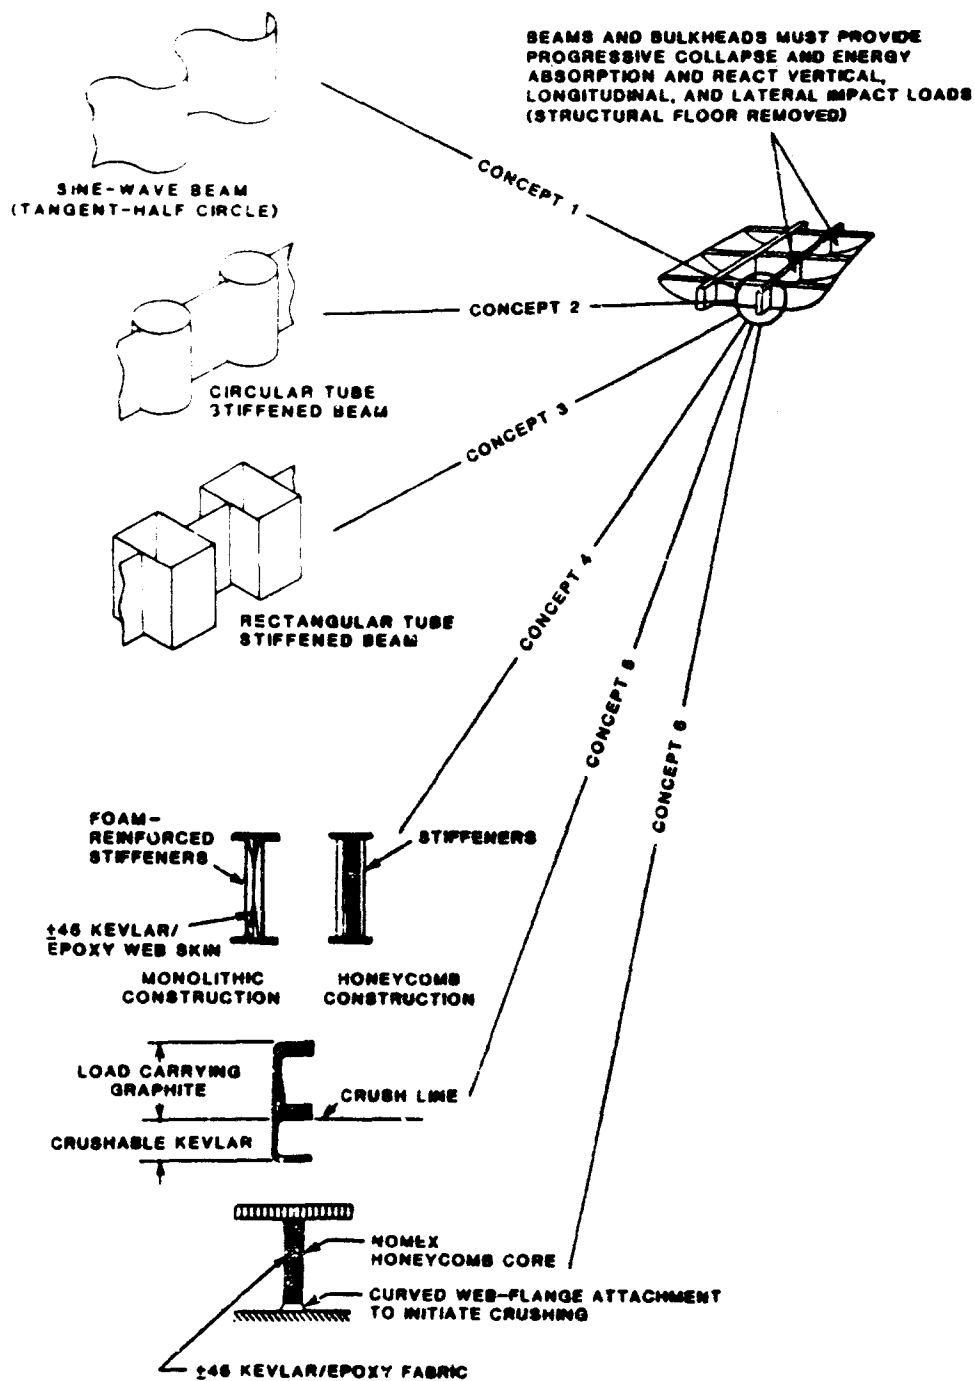 BEAMS AND BULKHEADS MUST PROVIDE
PROGRESSIVE COLLAPSE AND ENERGY
ABSORPTION AND REACT VERTICAL,
LONGITUDINAL, AND LATERAL IMPACT LOADS
(STRUCTURAL FLOOR REMOVED)
SINE-WAVE BEAM
(TANGENT-HALF CIRCLE)
CONCEPT 1
CONCEPT 2
CIRCULAR TUBE
STIFFENED BEAM
CONCEPT 3
RECTANGULAR TUBE
STIFFENED BEAM
CONCEPT 4
CONCEPT 5
CONCEPT 6
FOAM-
REINFORCED
STIFFENERS
STIFFENERS
±45 KEVLAR/
EPOXY WEB SKIN
MONOLITHIC
CONSTRUCTION
HONEYCOMB
CONSTRUCTION
LOAD CARRYING
GRAPHITE
CRUSH LINE
CRUSHABLE KEVLAR
NOMEX
HONEYCOMB CORE
CURVED WEB-FLANGE ATTACHMENT
TO INITIATE CRUSHING
±45 KEVLAR/EPOXY FABRIC